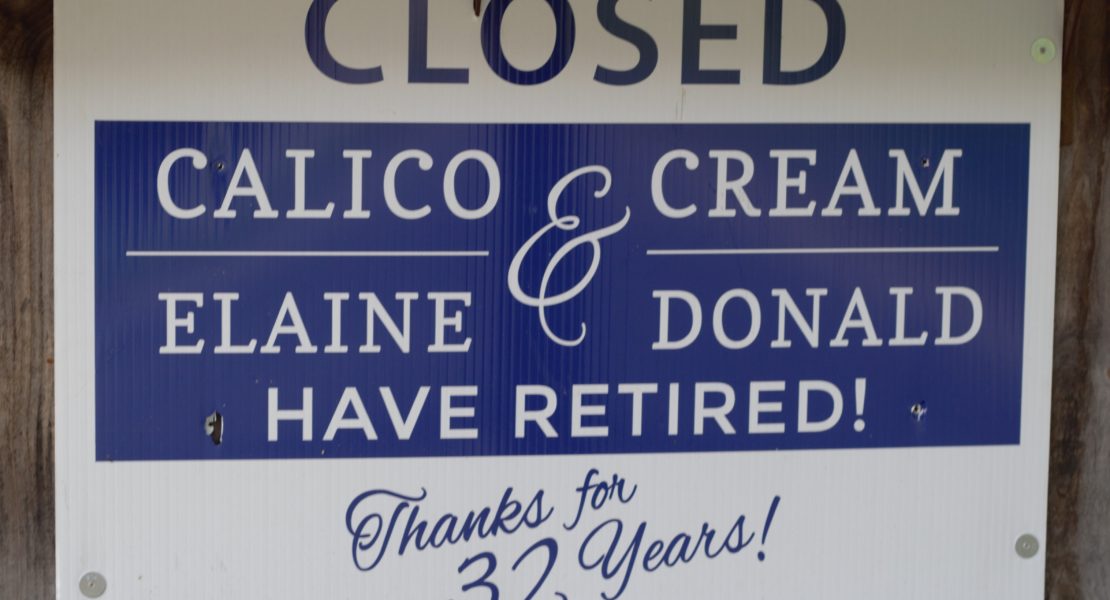 CLOSED
CALICO & CREAM
ELAINE & DONALD
HAVE RETIRED!
Thanks for
32 Years!